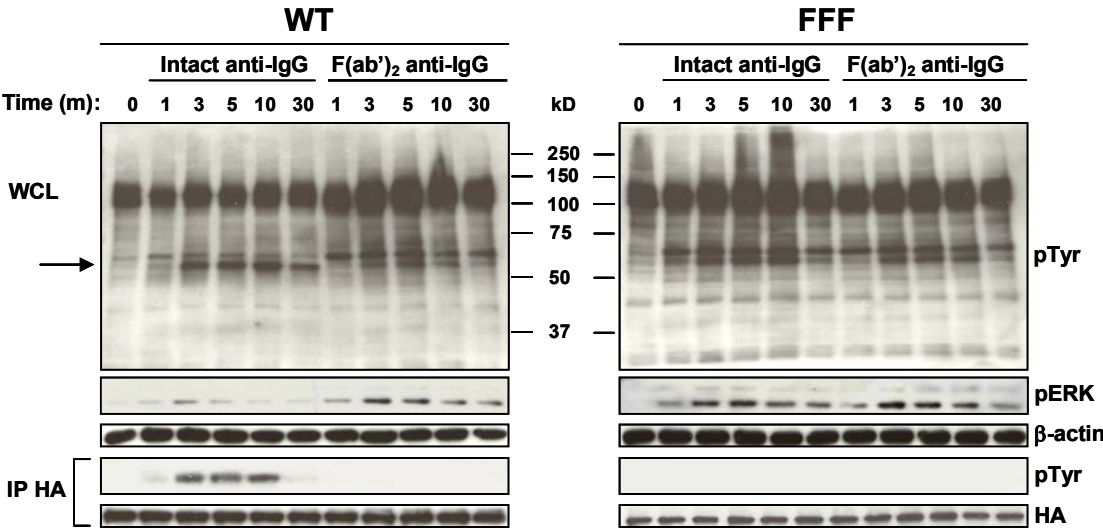 WT FFF
Intact anti-IgG F(ab’)₂ anti-IgG Intact anti-IgG F(ab’)₂ anti-IgG
Time (m): 0 1 3 5 10 30 1 3 5 10 30 kD 0 1 3 5 10 30 1 3 5 10 30
250
150
WCL
100
75
pTyr
50
37
pERK
β-actin
IP HA pTyr
HA